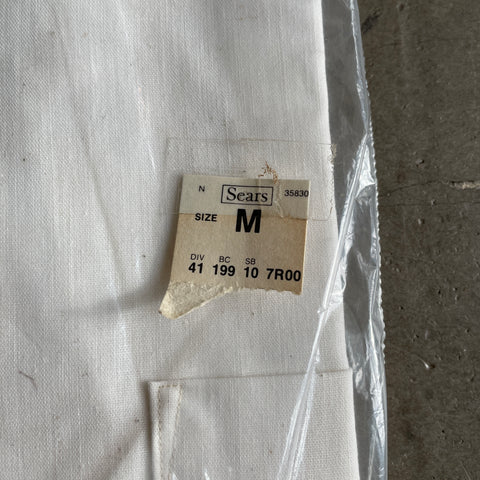 N Sears 35830
SIZE M
DIV BC SB
41 199 10 7R00